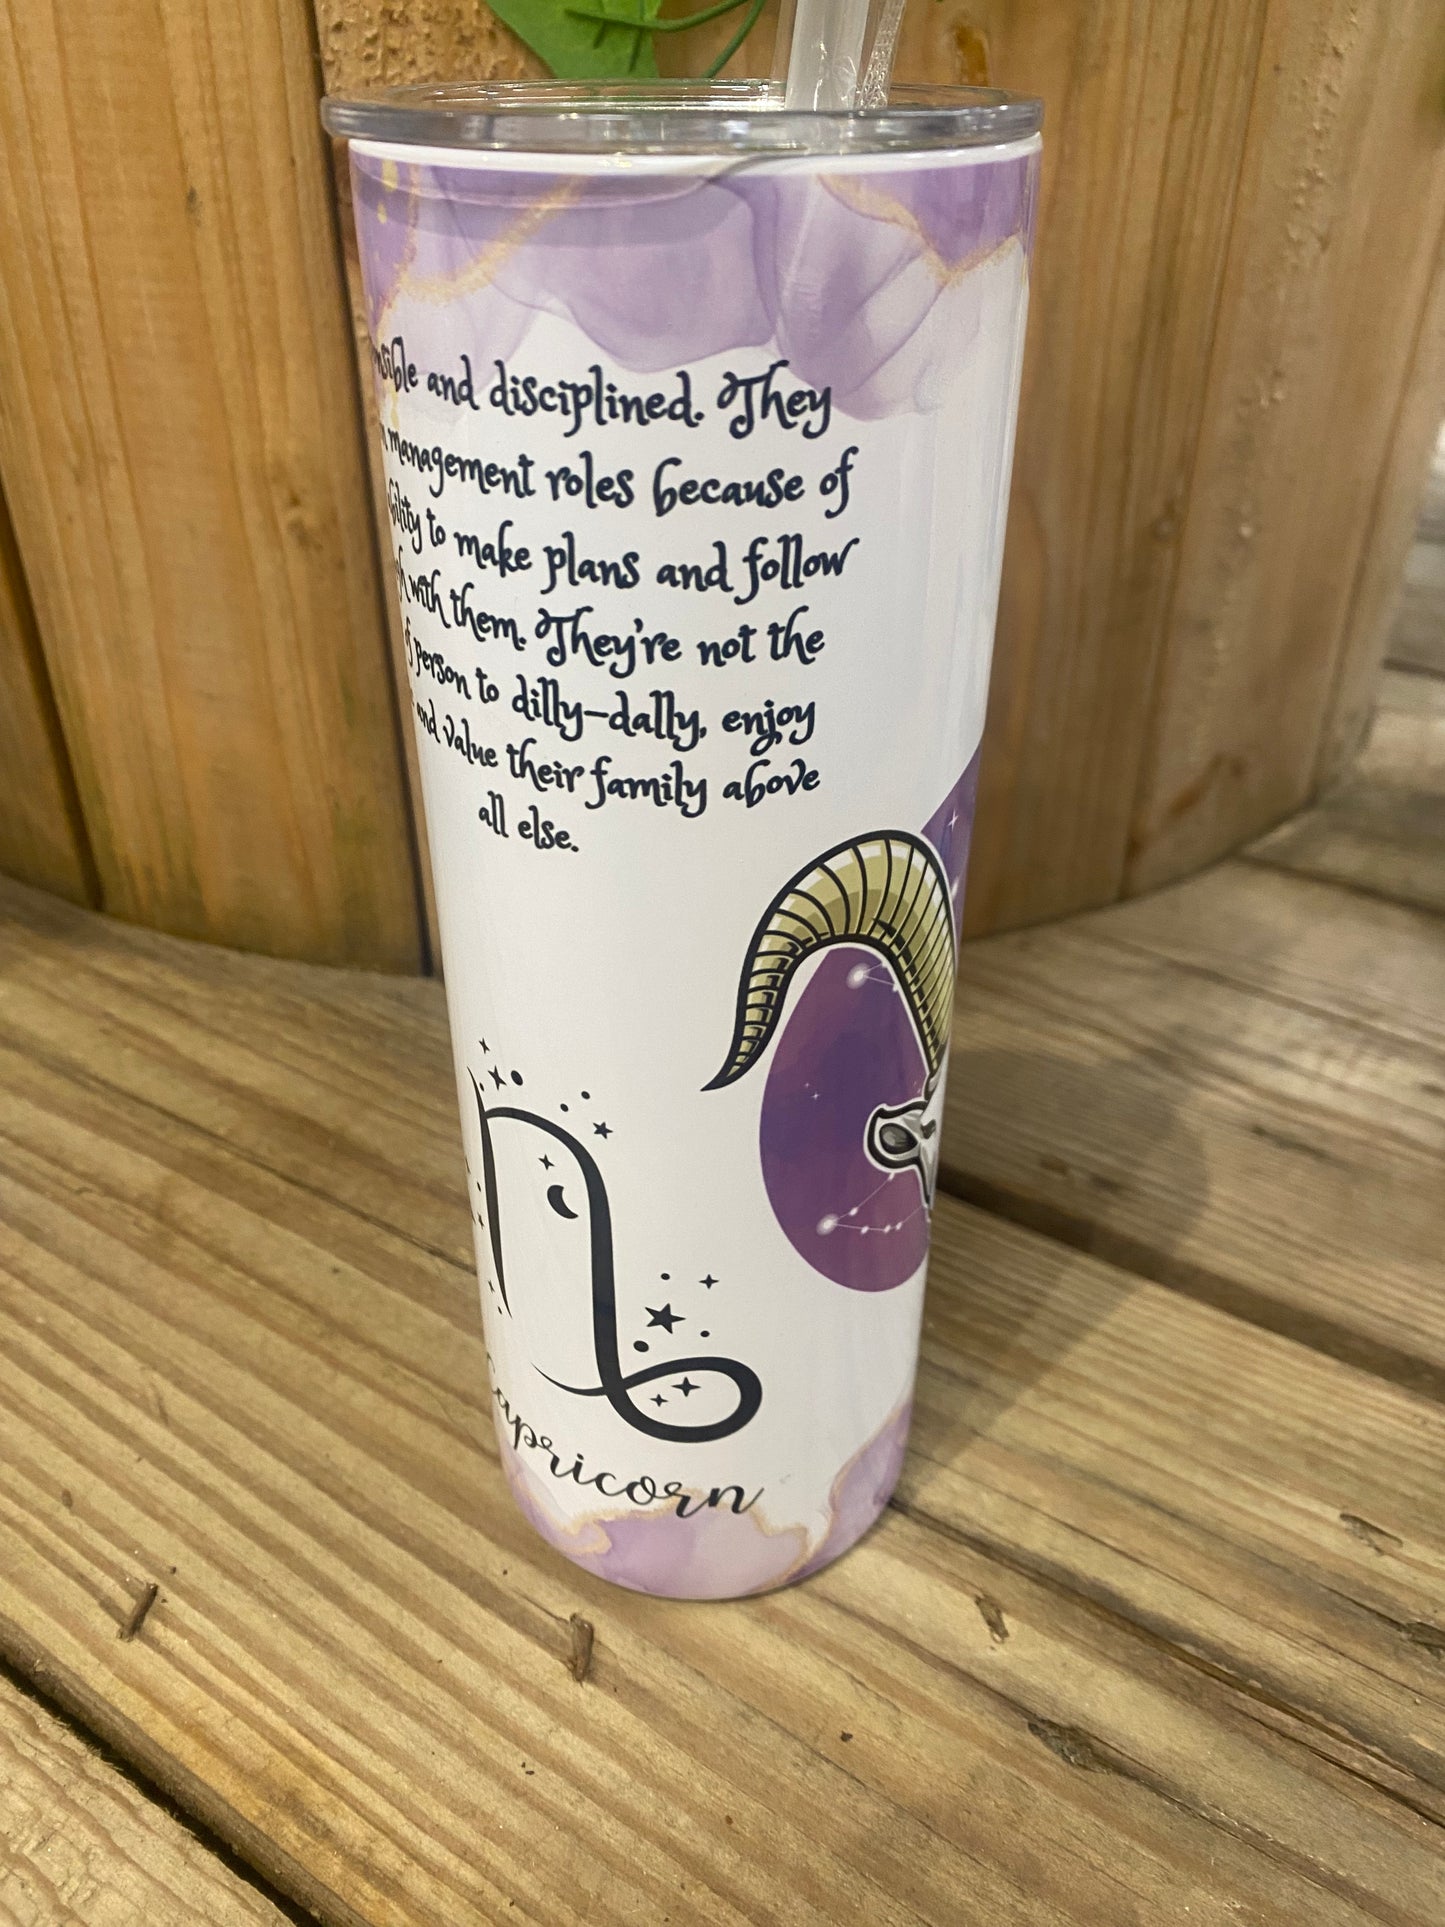 and disciplined. They
management roles because of
to make plans and follow
with them. They're not the
person to dilly-dally, enjoy
and value their family above
all else.
Capricorn